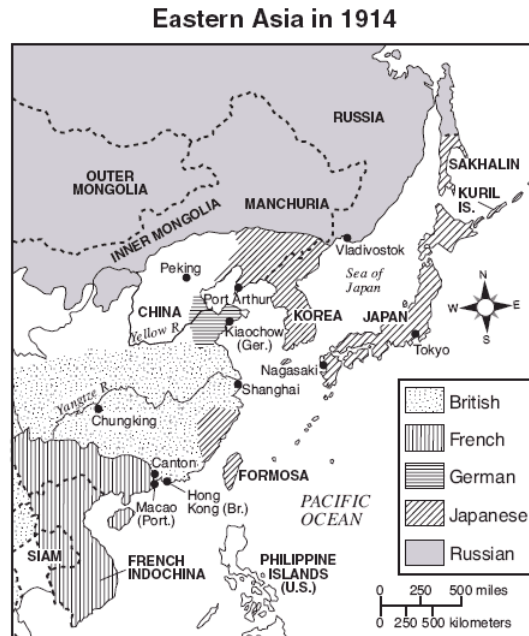 Eastern Asia in 1914
RUSSIA
OUTER
MONGOLIA
SAKHALIN
KURIL
IS.
INNER MONGOLIA
MANCHURIA
Vladivostok
Peking
Sea of
Japan
N
W
E
S
CHINA
Port Arthur
KOREA
JAPAN
Yellow R.
Kiaochow
(Ger.)
Tokyo
Nagasaki
Shanghai
Yangtze R.
Chungking
Canton
FORMOSA
Macao
(Port.)
Hong
Kong (Br.)
PACIFIC
OCEAN
SIAM
FRENCH
INDOCHINA
PHILIPPINE
ISLANDS
(U.S.)
British
French
German
Japanese
Russian
0 250 500 miles
0 250 500 kilometers